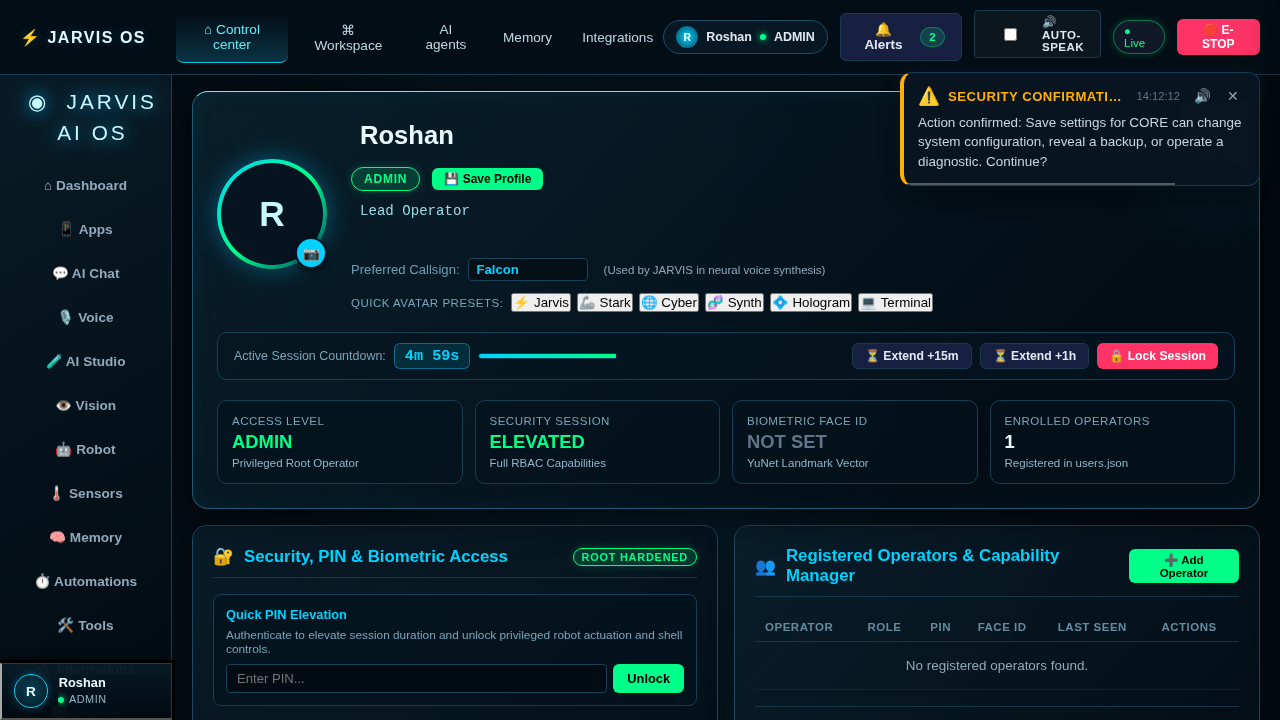 ⚡ JARVIS OS
⌂ Control center
⌘ Workspace
AI agents
Memory
Integrations
R Roshan ADMIN
🔔 Alerts 2
🔊 AUTO-SPEAK
● Live
🛑 E-STOP
◉ JARVIS
AI OS
⌂ Dashboard
📱 Apps
💬 AI Chat
🎙️ Voice
🧪 AI Studio
👁️ Vision
🤖 Robot
🌡️ Sensors
🧠 Memory
⏱️ Automations
🛠️ Tools
Integrations
R
Roshan
ADMIN
⚠️ SECURITY CONFIRMATI... 14:12:12 🔊 ✕
Action confirmed: Save settings for CORE can change
system configuration, reveal a backup, or operate a
diagnostic. Continue?
R
📷
Roshan
ADMIN 💾 Save Profile
Lead Operator
Preferred Callsign: Falcon (Used by JARVIS in neural voice synthesis)
QUICK AVATAR PRESETS: ⚡ Jarvis 🦾 Stark 🌐 Cyber 🧬 Synth 💠 Hologram 💻 Terminal
Active Session Countdown: 4m 59s ⏳ Extend +15m ⏳ Extend +1h 🔒 Lock Session
ACCESS LEVEL
ADMIN
Privileged Root Operator
SECURITY SESSION
ELEVATED
Full RBAC Capabilities
BIOMETRIC FACE ID
NOT SET
YuNet Landmark Vector
ENROLLED OPERATORS
1
Registered in users.json
🔐 Security, PIN & Biometric Access ROOT HARDENED
Quick PIN Elevation
Authenticate to elevate session duration and unlock privileged robot actuation and shell
controls.
Enter PIN... Unlock
👥 Registered Operators & Capability
Manager
➕ Add
Operator
OPERATOR ROLE PIN FACE ID LAST SEEN ACTIONS
No registered operators found.